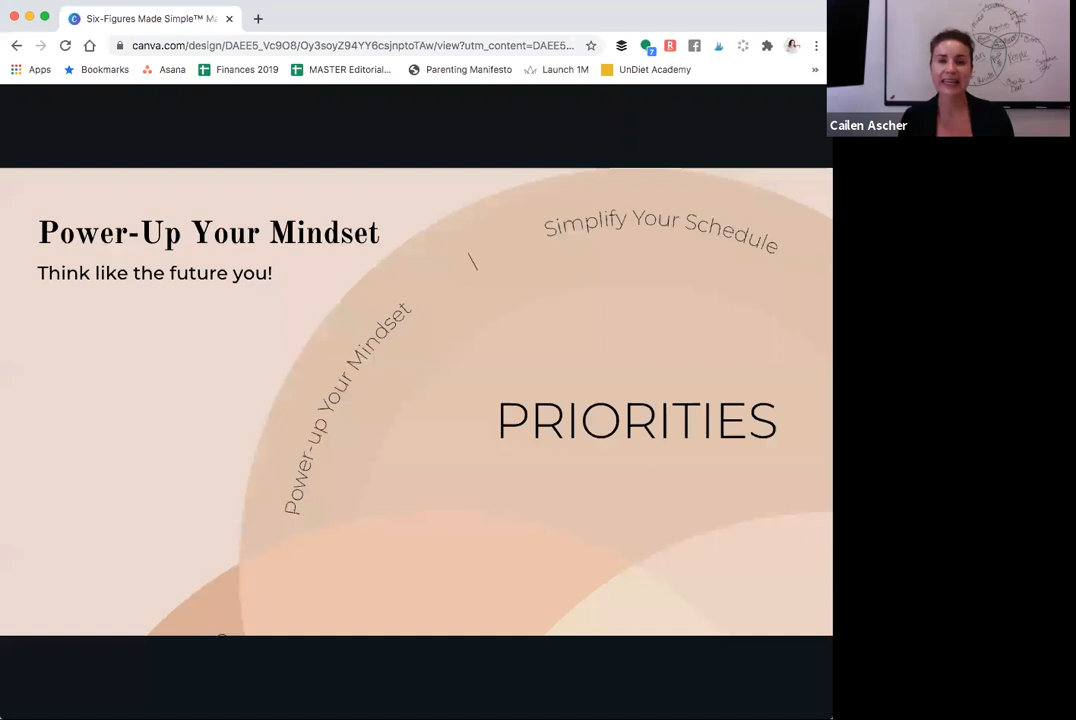 Six-Figures Made Simple™ Ma
canva.com/design/DAEE5_Vc9O8/Oy3soyZ94YY6csjnptoTAw/view?utm_content=DAEE5...
Apps
Bookmarks
Asana
Finances 2019
MASTER Editorial...
Parenting Manifesto
Launch 1M
UnDiet Academy
»
Cailen Ascher
Power-Up Your Mindset
Think like the future you!
Simplify Your Schedule
Power-up Your Mindset
PRIORITIES